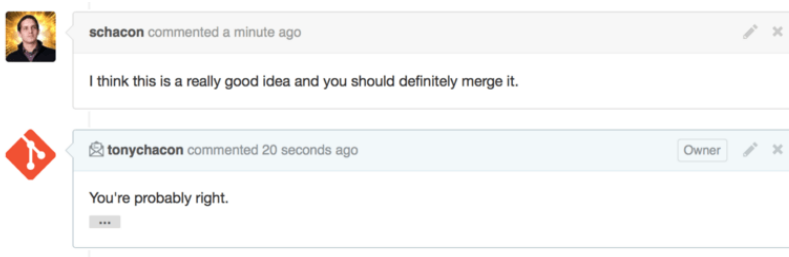 schacon commented a minute ago
I think this is a really good idea and you should definitely merge it.
tonychacon commented 20 seconds ago Owner
You're probably right.
...